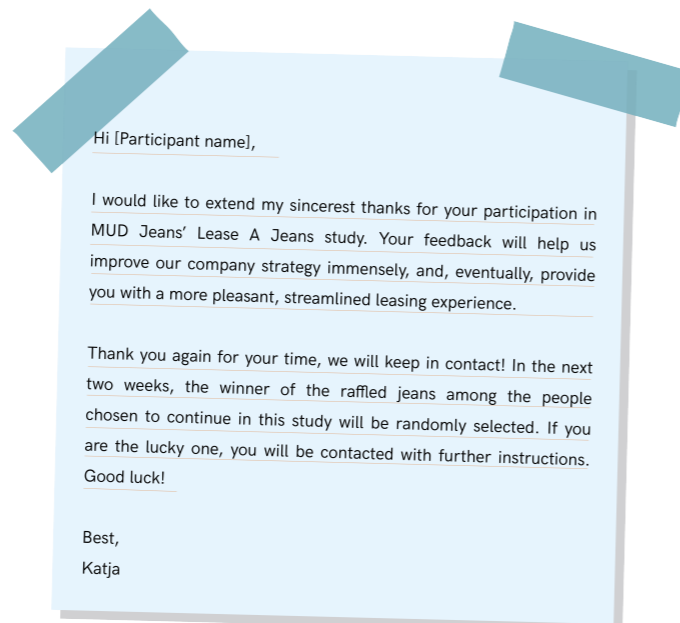 Hi [Participant name],
I would like to extend my sincerest thanks for your participation in
MUD Jeans’ Lease A Jeans study. Your feedback will help us
improve our company strategy immensely, and, eventually, provide
you with a more pleasant, streamlined leasing experience.
Thank you again for your time, we will keep in contact! In the next
two weeks, the winner of the raffled jeans among the people
chosen to continue in this study will be randomly selected. If you
are the lucky one, you will be contacted with further instructions.
Good luck!
Best,
Katja